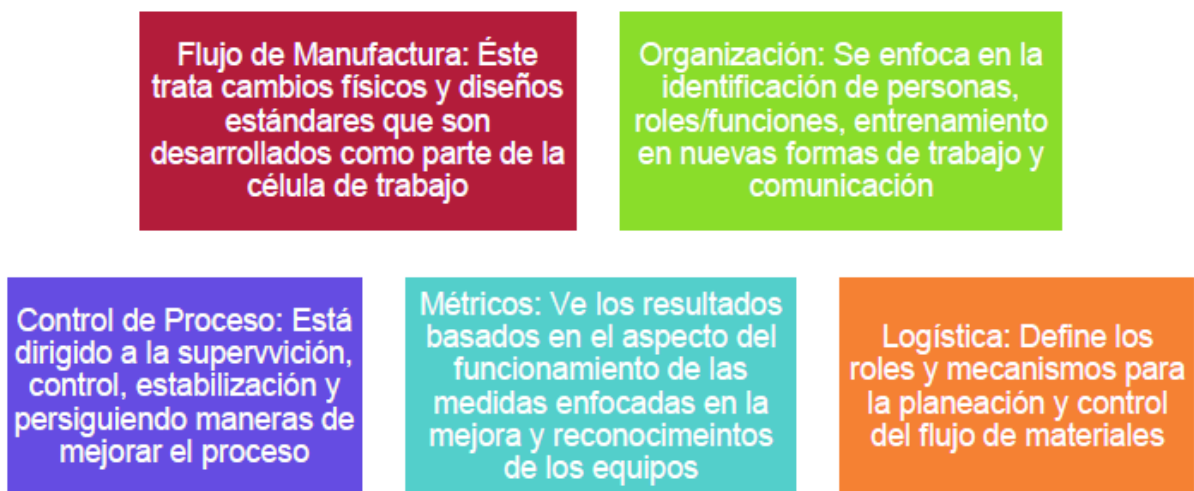 Flujo de Manufactura: Éste
trata cambios físicos y diseños
estándares que son
desarrollados como parte de la
célula de trabajo
Organización: Se enfoca en la
identificación de personas,
roles/funciones, entrenamiento
en nuevas formas de trabajo y
comunicación
Control de Proceso: Está
dirigido a la supervvición,
control, estabilización y
persiguiendo maneras de
mejorar el proceso
Métricos: Ve los resultados
basados en el aspecto del
funcionamiento de las
medidas enfocadas en la
mejora y reconocimeintos
de los equipos
Logística: Define los
roles y mecanismos para
la planeación y control
del flujo de materiales